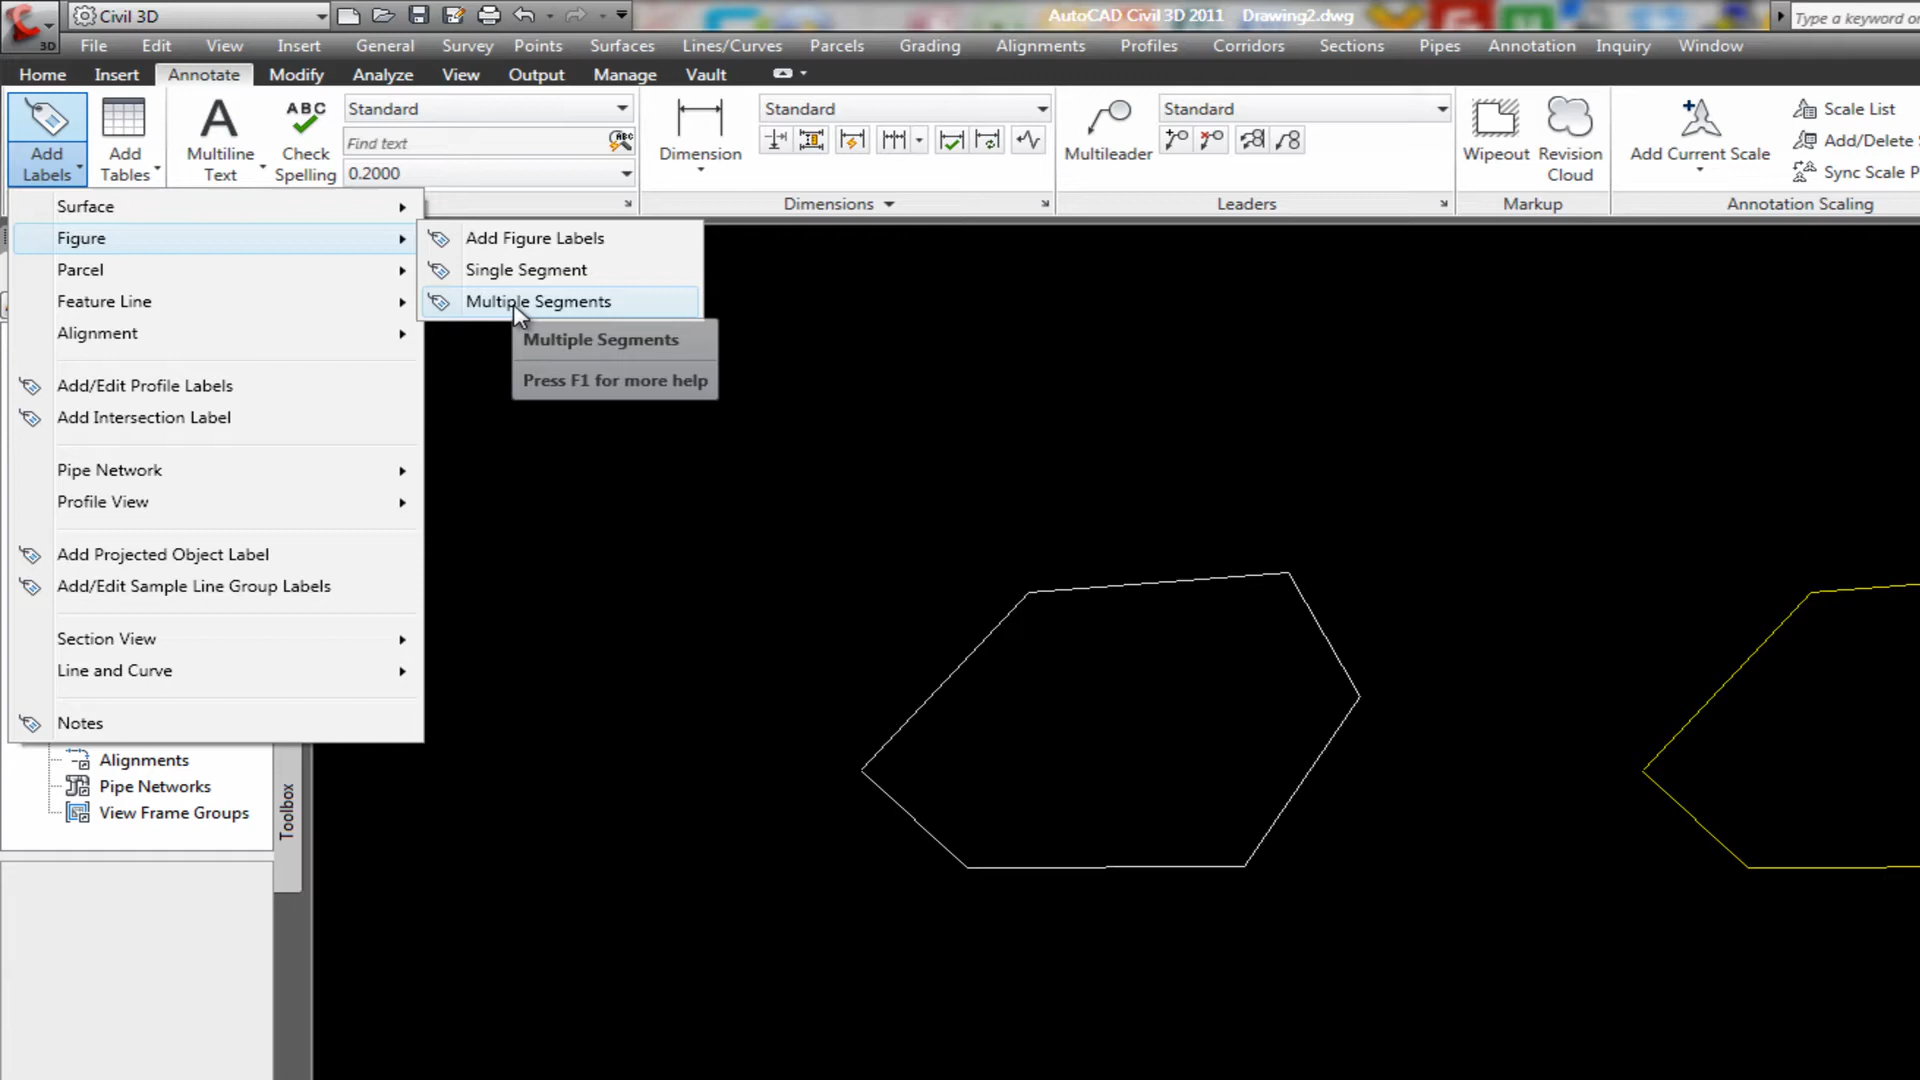 Civil 3D
AutoCAD Civil 3D 2011 Drawing2.dwg
Type a keyword or
3D
File Edit View Insert General Survey Points Surfaces Lines/Curves Parcels Grading Alignments Profiles Corridors Sections Pipes Annotation Inquiry Window
Home Insert Annotate Modify Analyze View Output Manage Vault
Add Labels
Add Tables
A
Multiline Text
ABC
Check Spelling
Standard
Find text
ABC
0.2000
Dimension
Standard
Dimensions
Multileader
Standard
Leaders
Wipeout
Revision Cloud
Markup
Add Current Scale
Scale List
Add/Delete S
Sync Scale P
Annotation Scaling
Surface
Figure
Parcel
Feature Line
Alignment
Add/Edit Profile Labels
Add Intersection Label
Pipe Network
Profile View
Add Projected Object Label
Add/Edit Sample Line Group Labels
Section View
Line and Curve
Notes
Add Figure Labels
Single Segment
Multiple Segments
Multiple Segments
Press F1 for more help
Alignments
Pipe Networks
View Frame Groups
Toolbox